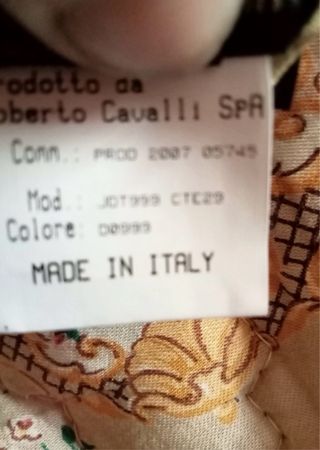 rodotto da
oberto Cavalli SpA
Comm.: PROD 2007 05745
Mod.: JDT999 CTE29
Colore: D0999
MADE IN ITALY